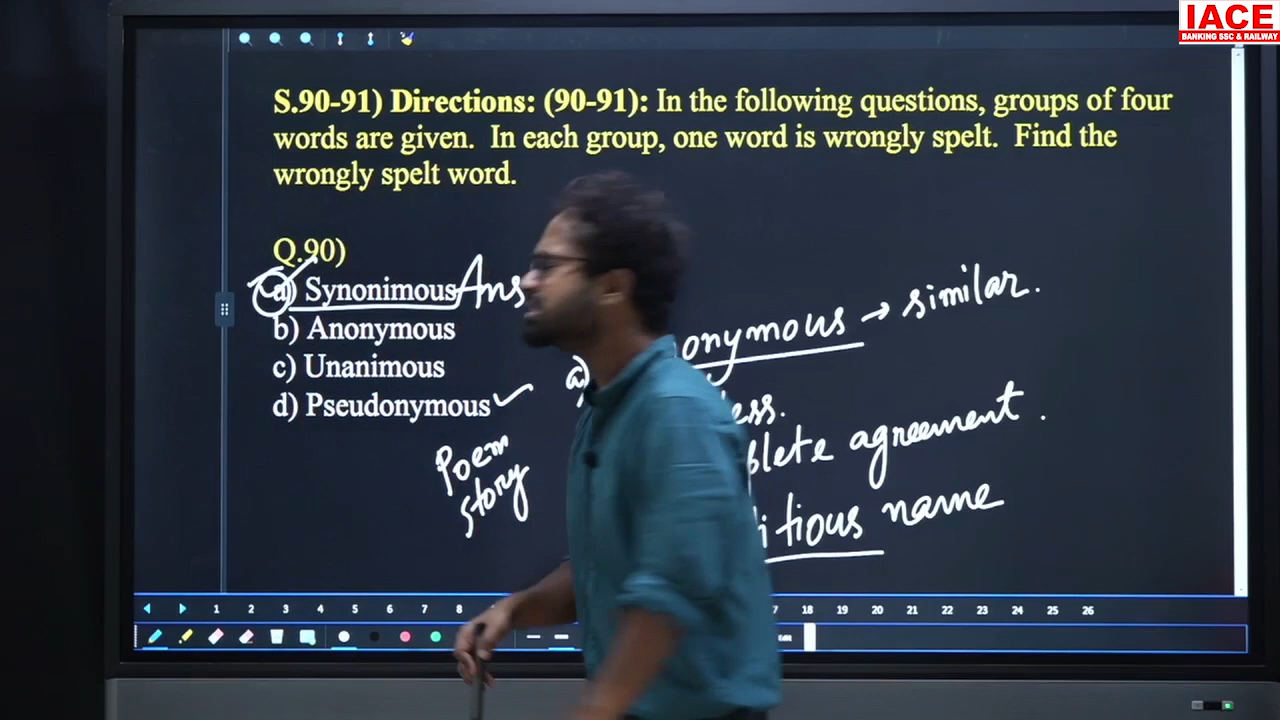 IACE
BANKING SSC & RAILWAY
S.90-91) Directions: (90-91): In the following questions, groups of four
words are given. In each group, one word is wrongly spelt. Find the
wrongly spelt word.
Q.90)
a) Synonimous Ans
b) Anonymous
c) Unanimous
d) Pseudonymous
a) onymous → similar.
ess.
plete agreement.
itious name
Poem
story
1 2 3 4 5 6 7 8 17 18 19 20 21 22 23 24 25 26